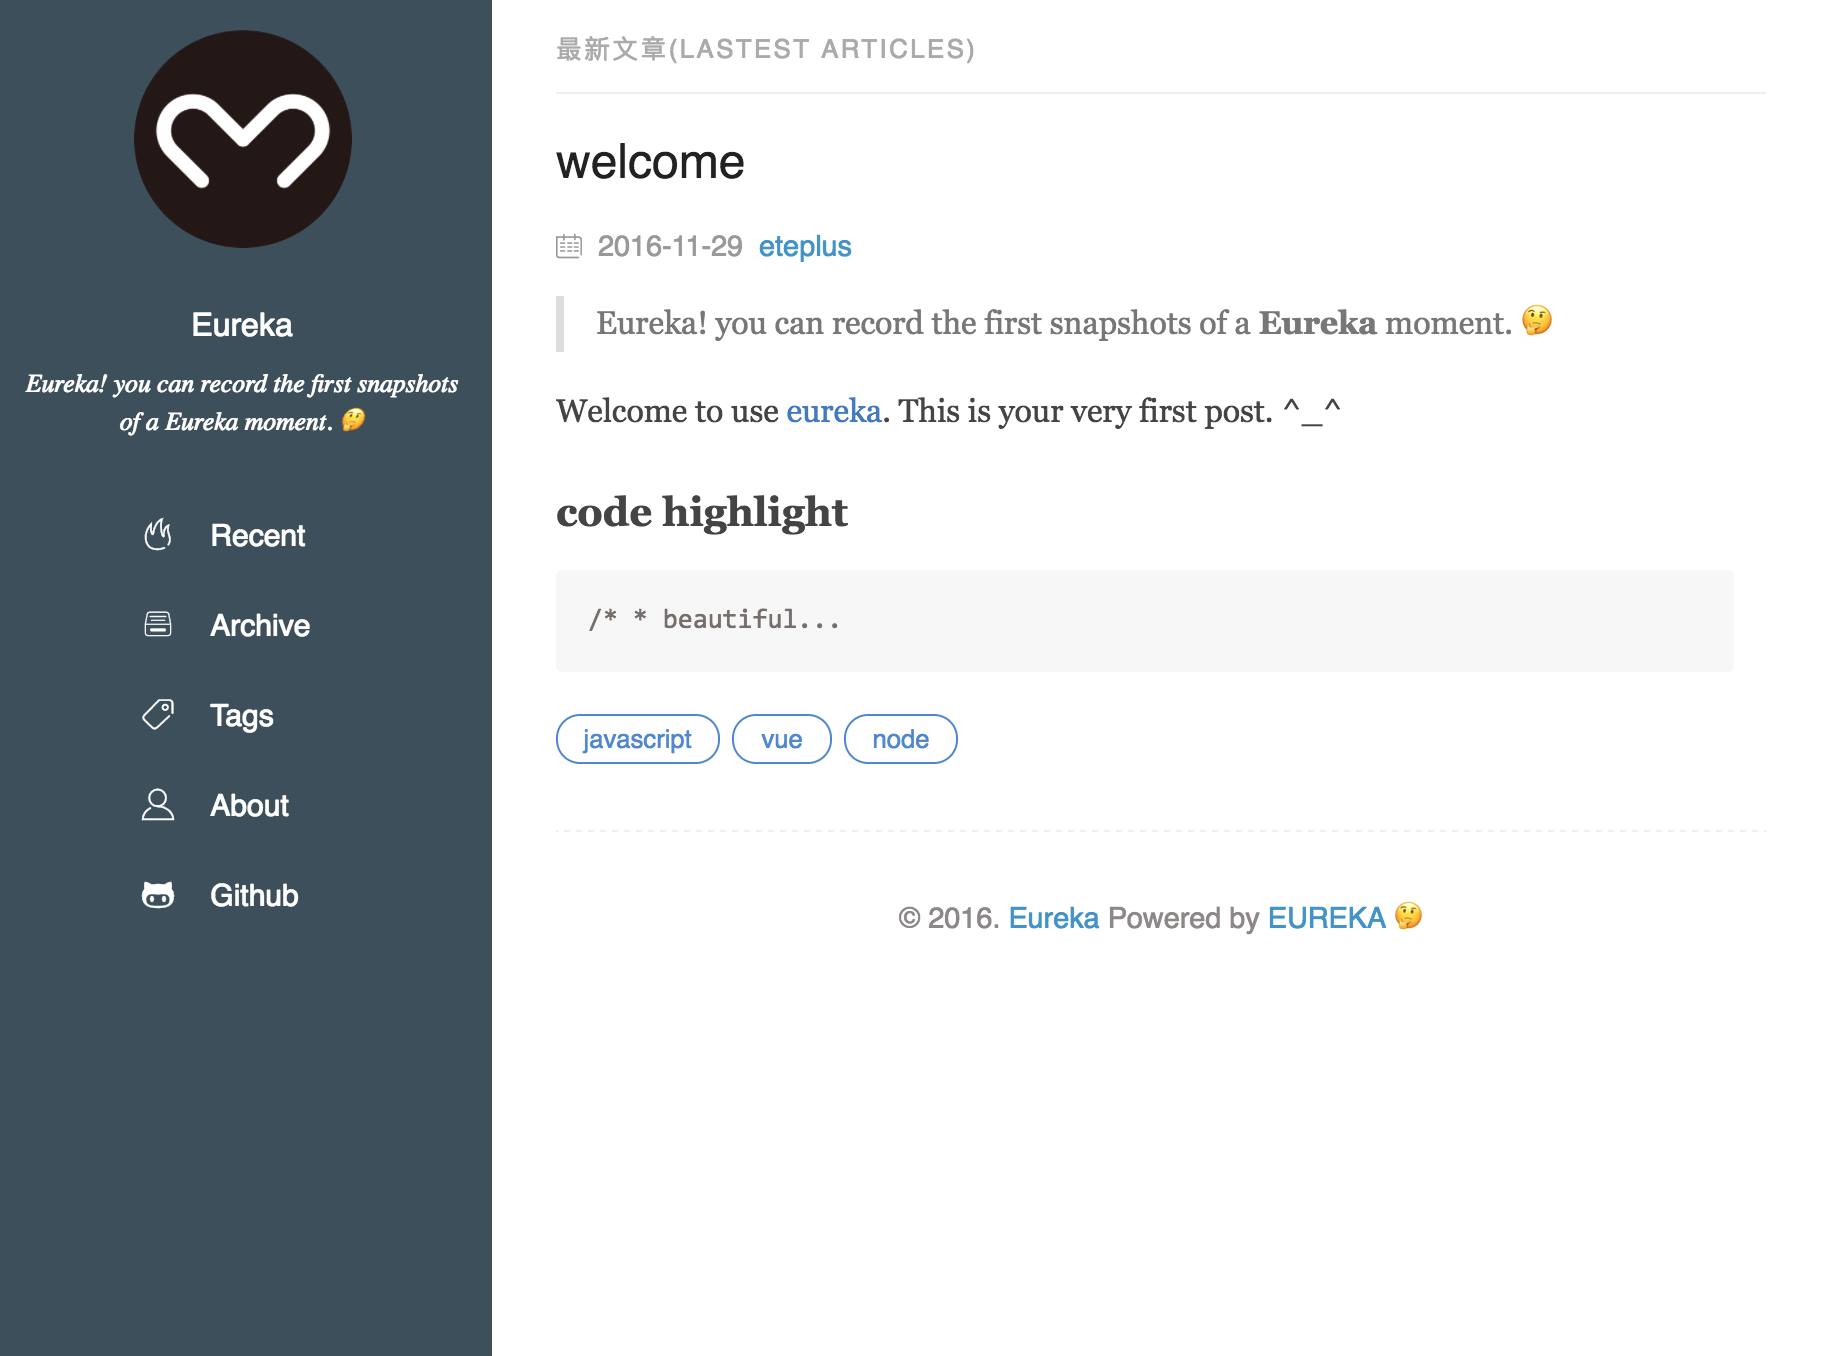 Eureka
Eureka! you can record the first snapshots
of a Eureka moment. 🤔
Recent
Archive
Tags
About
Github
最新文章(LASTEST ARTICLES)
welcome
2016-11-29 eteplus
Eureka! you can record the first snapshots of a Eureka moment. 🤔
Welcome to use eureka. This is your very first post. ^_^
code highlight
/* * beautiful...
javascript vue node
© 2016. Eureka Powered by EUREKA 🤔